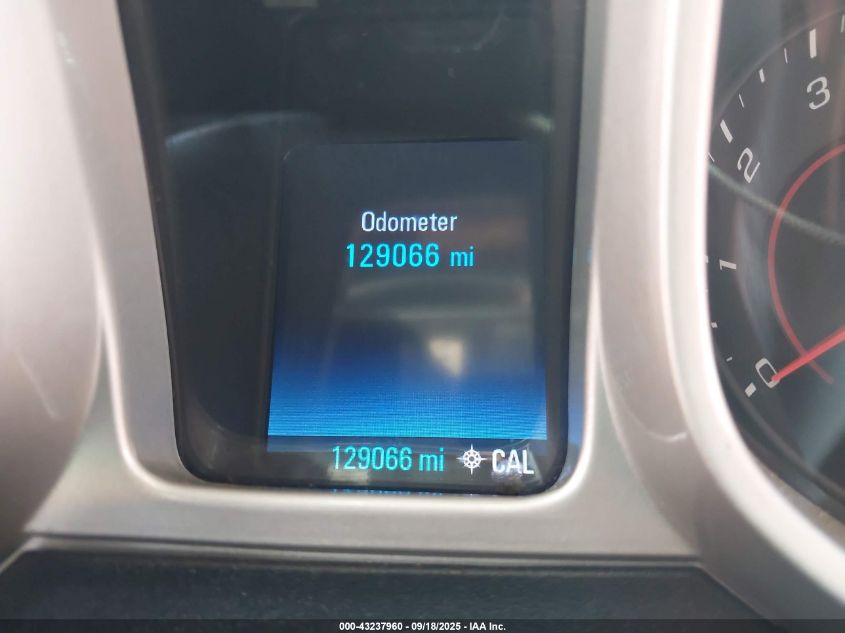 Odometer
129066 mi
129066 mi CAL
3
2
1
0
000-43237960 - 09/18/2025 - IAA Inc.